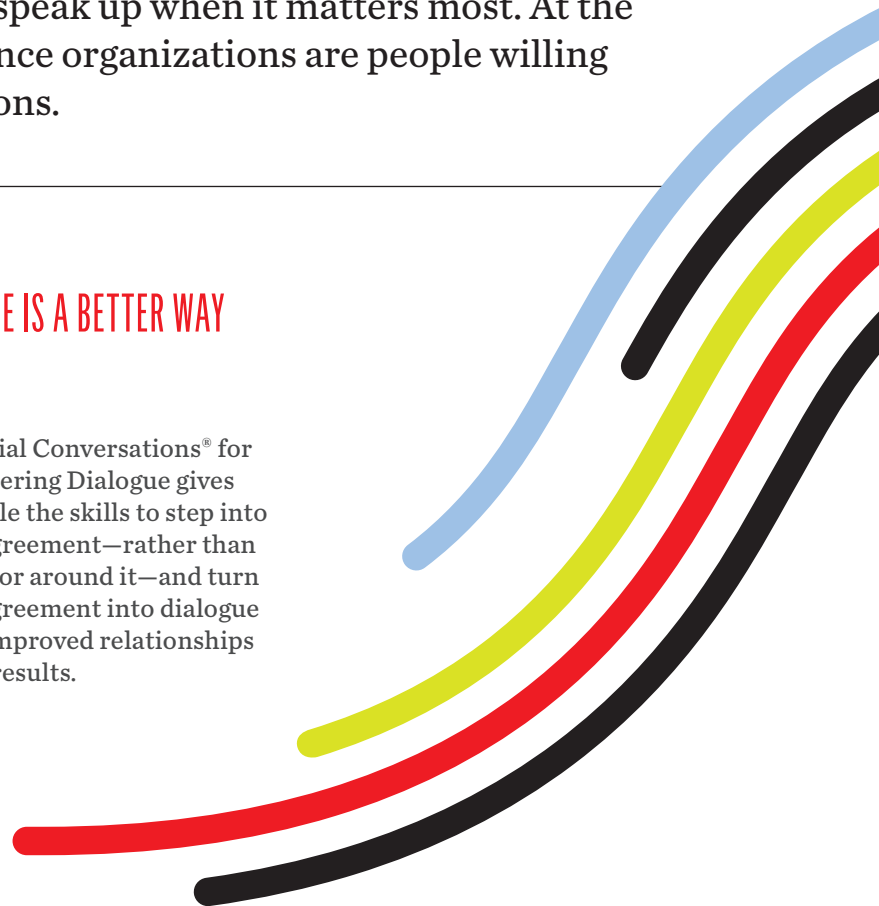 speak up when it matters most. At the
nce organizations are people willing
ons.
E IS A BETTER WAY
ial Conversations® for
ering Dialogue gives
le the skills to step into
greement—rather than
or around it—and turn
greement into dialogue
mproved relationships
results.